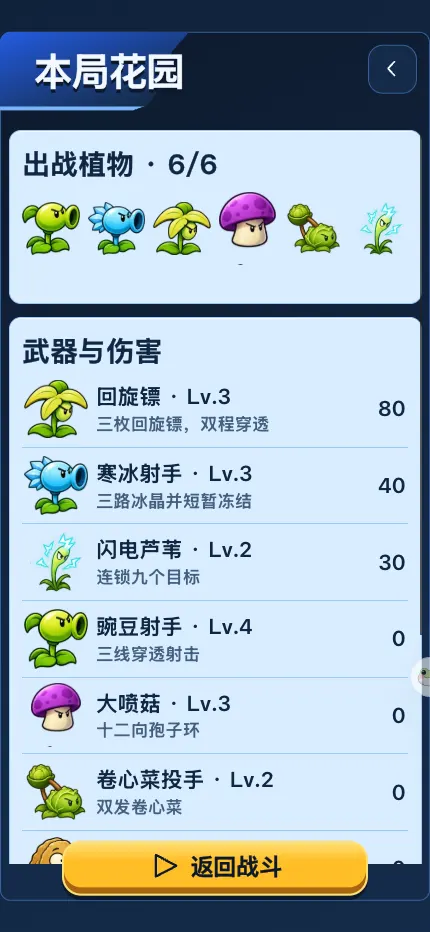 本局花园
出战植物 · 6/6
武器与伤害
回旋镖 · Lv.3
三枚回旋镖，双程穿透
80
寒冰射手 · Lv.3
三路冰晶并短暂冻结
40
闪电芦苇 · Lv.2
连锁九个目标
30
豌豆射手 · Lv.4
三线穿透射击
0
大喷菇 · Lv.3
十二向孢子环
0
卷心菜投手 · Lv.2
双发卷心菜
0
返回战斗